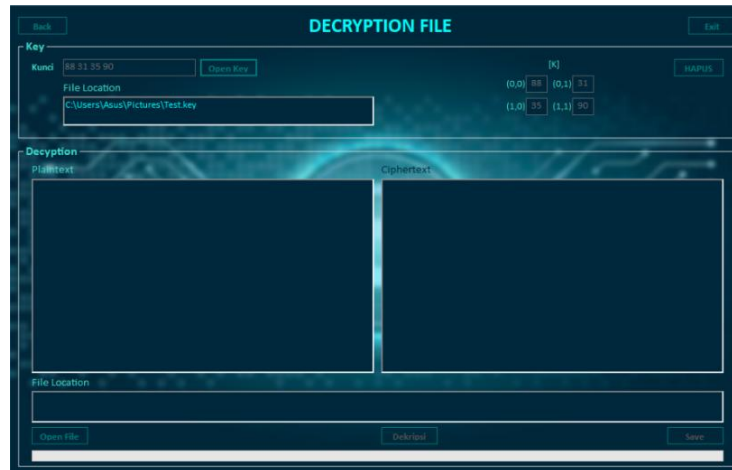 Back
DECRYPTION FILE
Exit
Key
Kunci 88 31 35 90 Open Key
[K]
HAPUS
(0,0) 88 (0,1) 31
File Location
(1,0) 35 (1,1) 90
C:\Users\Asus\Pictures\Test.key
Decyption
Plaintext
Ciphertext
File Location
Open File
Dekripsi
Save